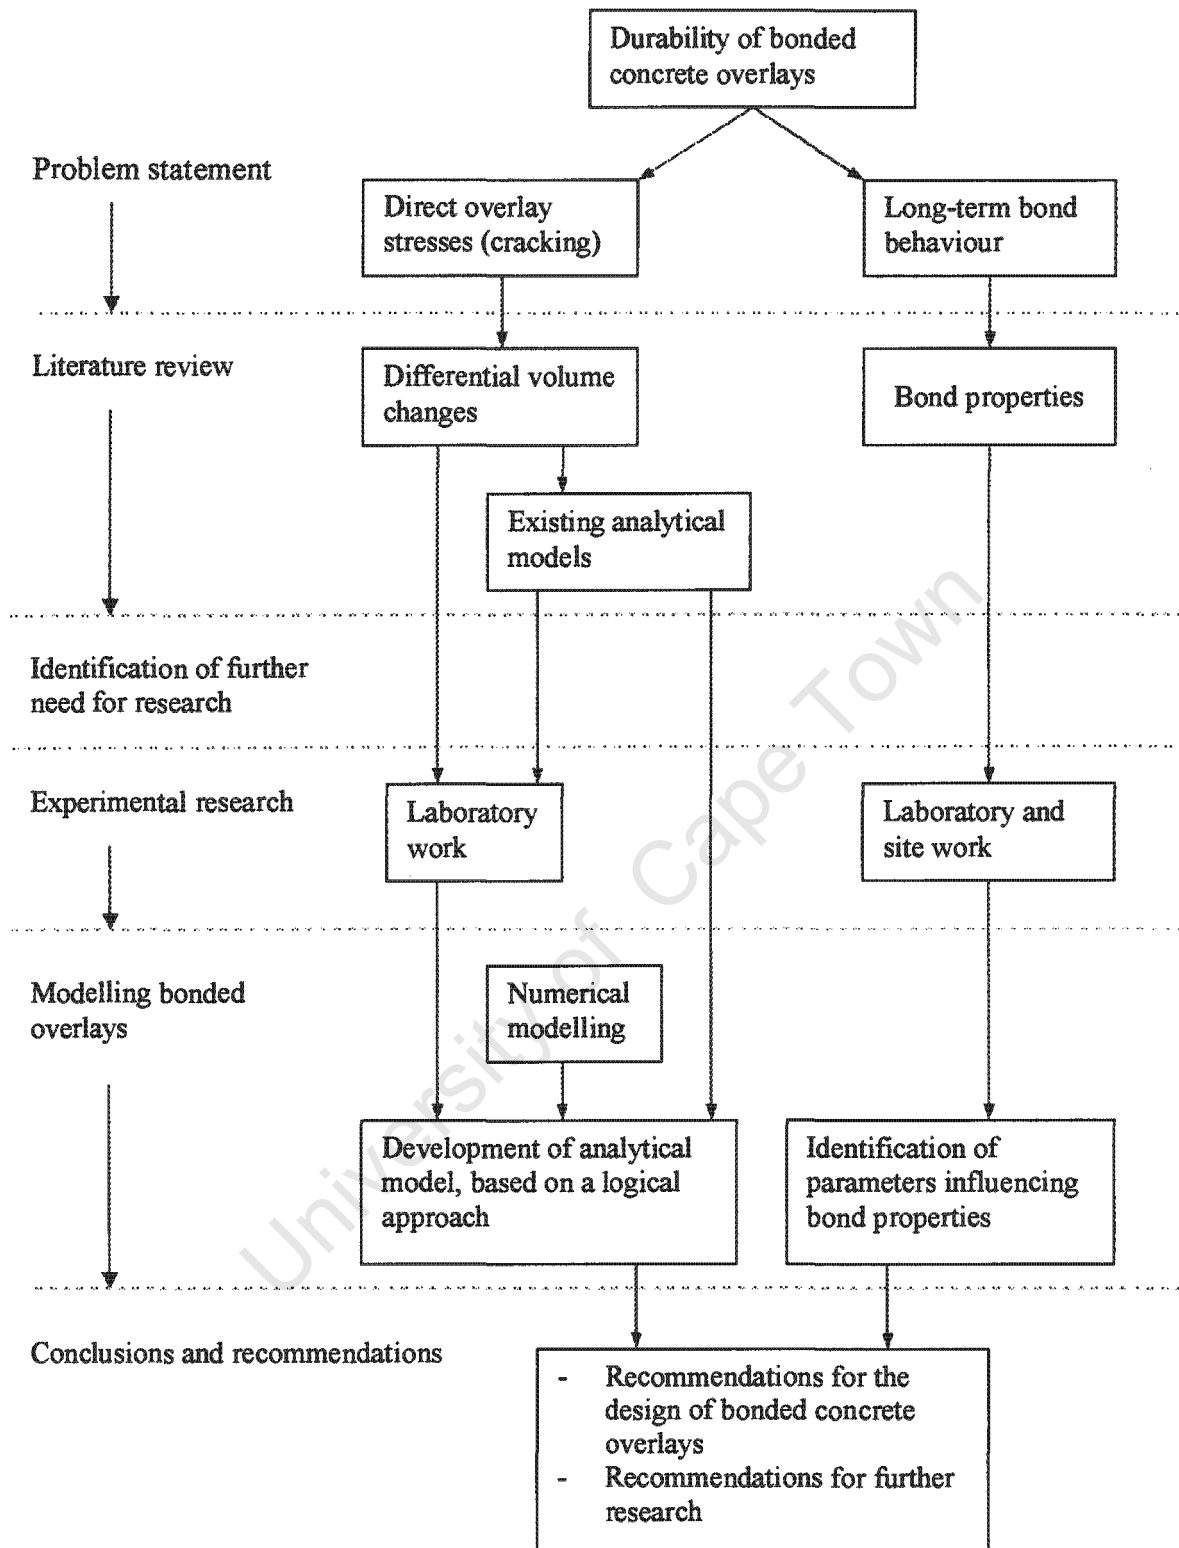 Durability of bonded
concrete overlays
Problem statement
Direct overlay
stresses (cracking)
Long-term bond
behaviour
Literature review
Differential volume
changes
Bond properties
Existing analytical
models
Identification of further
need for research
Experimental research
Laboratory
work
Laboratory and
site work
Modelling bonded
overlays
Numerical
modelling
Development of analytical
model, based on a logical
approach
Identification of
parameters influencing
bond properties
Conclusions and recommendations
- Recommendations for the
design of bonded concrete
overlays
- Recommendations for further
research
University of Cape Town